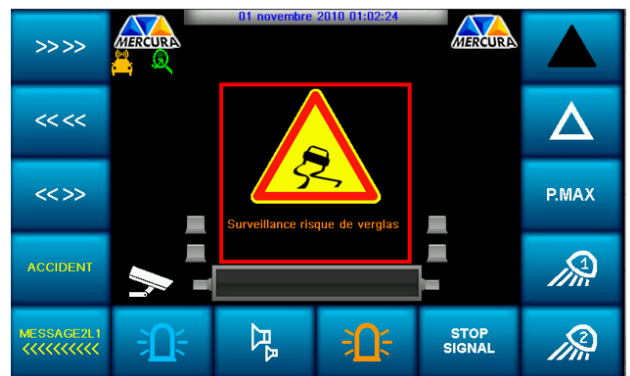 01 novembre 2010 01:02:24
>>>>
MERCURA
MERCURA
<<<<
<<>>
P.MAX
Surveillance risque de verglas
ACCIDENT
1
MESSAGE2L1
<<<<<<<<<<
STOP
SIGNAL
2